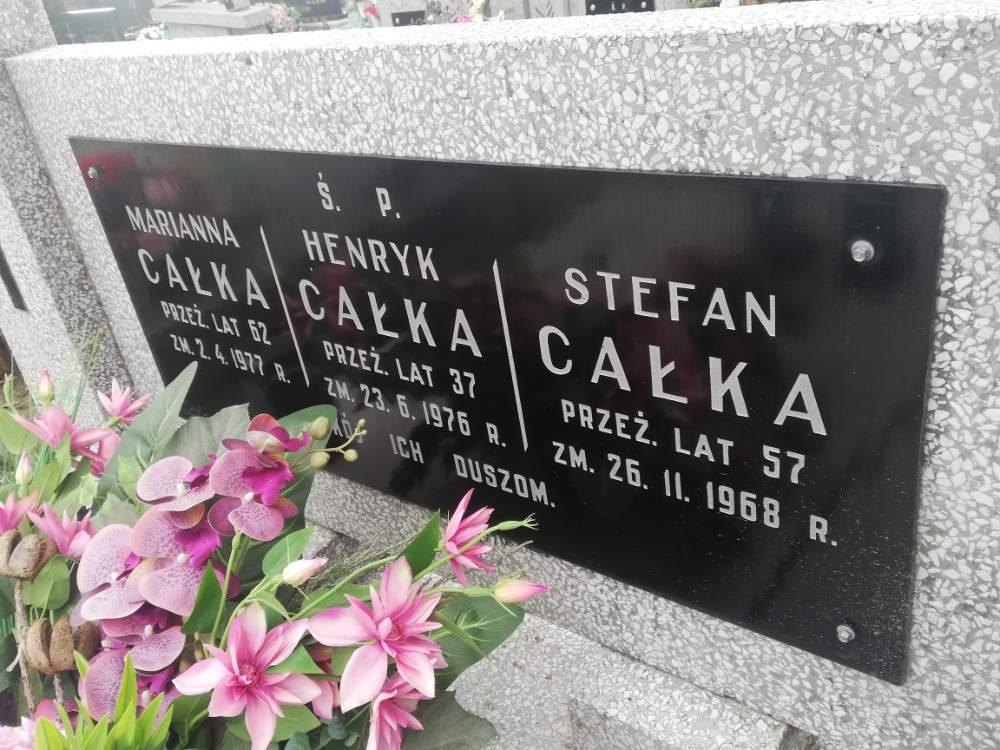 Ś. P.
MARIANNA
CAŁKA
PRZEŻ. LAT 62
ZM. 2. 4. 1977 R.
HENRYK
CAŁKA
PRZEŻ. LAT 37
ZM. 23. 6. 1976 R.
STEFAN
CAŁKA
PRZEŻ. LAT 57
ZM. 26. 11. 1968 R.
ICH DUSZOM.